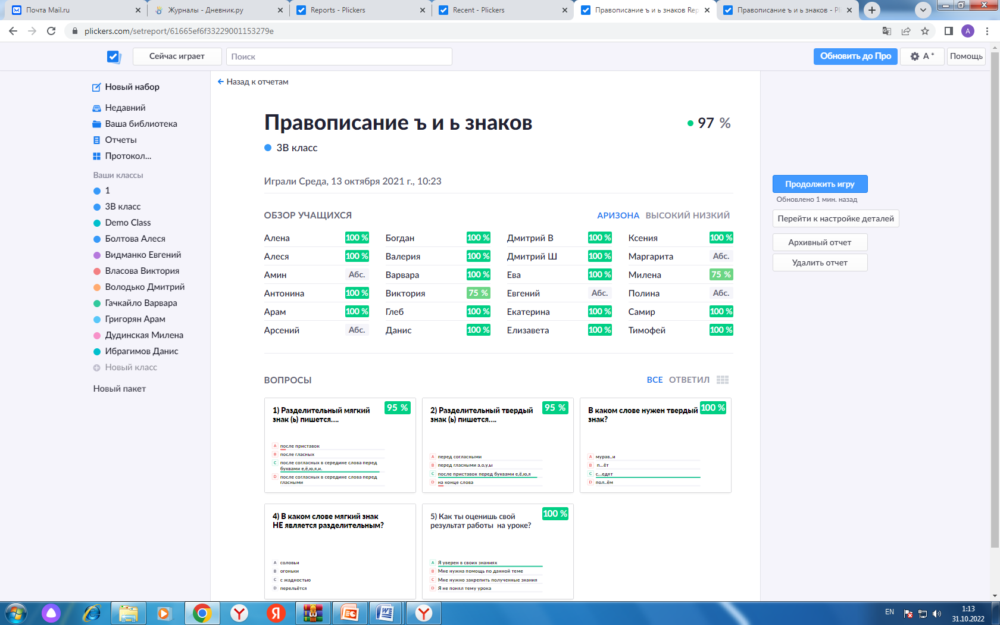 Почта Mail.ru
Журналы - Дневник.ру
Reports - Plickers
Recent - Plickers
Правописание ъ и ь знаков Rep
Правописание ъ и ь знаков - Pl
plickers.com/setreport/61665ef6f33229001153279e
A
Сейчас играет
Поиск
Обновить до Про
A *
Помощь
Новый набор
Недавний
Ваша библиотека
Отчеты
Протокол...
Ваши классы
1
3В класс
Demo Class
Болтова Алеся
Видманко Евгений
Власова Виктория
Володько Дмитрий
Гачкайло Варвара
Григорян Арам
Дудинская Милена
Ибрагимов Данис
Новый класс
Новый пакет
Назад к отчетам
Правописание ъ и ь знаков
97 %
3В класс
Играли Среда, 13 октября 2021 г., 10:23
Продолжить игру
Обновлено 1 мин. назад
Перейти к настройке деталей
Архивный отчет
Удалить отчет
ОБЗОР УЧАЩИХСЯ
АРИЗОНА ВЫСОКИЙ НИЗКИЙ
Алена 100 % Богдан 100 % Дмитрий В 100 % Ксения 100 %
Алеся 100 % Валерия 100 % Дмитрий Ш 100 % Маргарита Абс.
Амин Абс. Варвара 100 % Ева 100 % Милена 75 %
Антонина 100 % Виктория 75 % Евгений Абс. Полина Абс.
Арам 100 % Глеб 100 % Екатерина 100 % Самир 100 %
Арсений Абс. Данис 100 % Елизавета 100 % Тимофей 100 %
ВОПРОСЫ
ВСЕ ОТВЕТИЛ
1) Разделительный мягкий
знак (ь) пишется....
95 %
A после приставок
B после гласных
C после согласных в середине слова перед
буквами е,ё,ю,я,и.
D после согласных в середине слова перед
гласными
2) Разделительный твердый
знак (ь) пишется....
95 %
A перед согласными
B перед гласными а,о,у,ы
C после приставок перед буквами е,ё,ю,я
D на конце слова
В каком слове нужен твердый
знак?
100 %
A мурав..и
B п...ёт
C с...едят
D пол..ём
4) В каком слове мягкий знак
НЕ является разделительным?
A соловьи
B огоньки
C с жадностью
D перельётся
5) Как ты оценишь свой
результат работы на уроке?
100 %
A Я уверен в своих знаниях
B Мне нужна помощь по данной теме
C Мне нужно закрепить полученные знания
D Я не понял тему урока
EN
1:13
31.10.2022